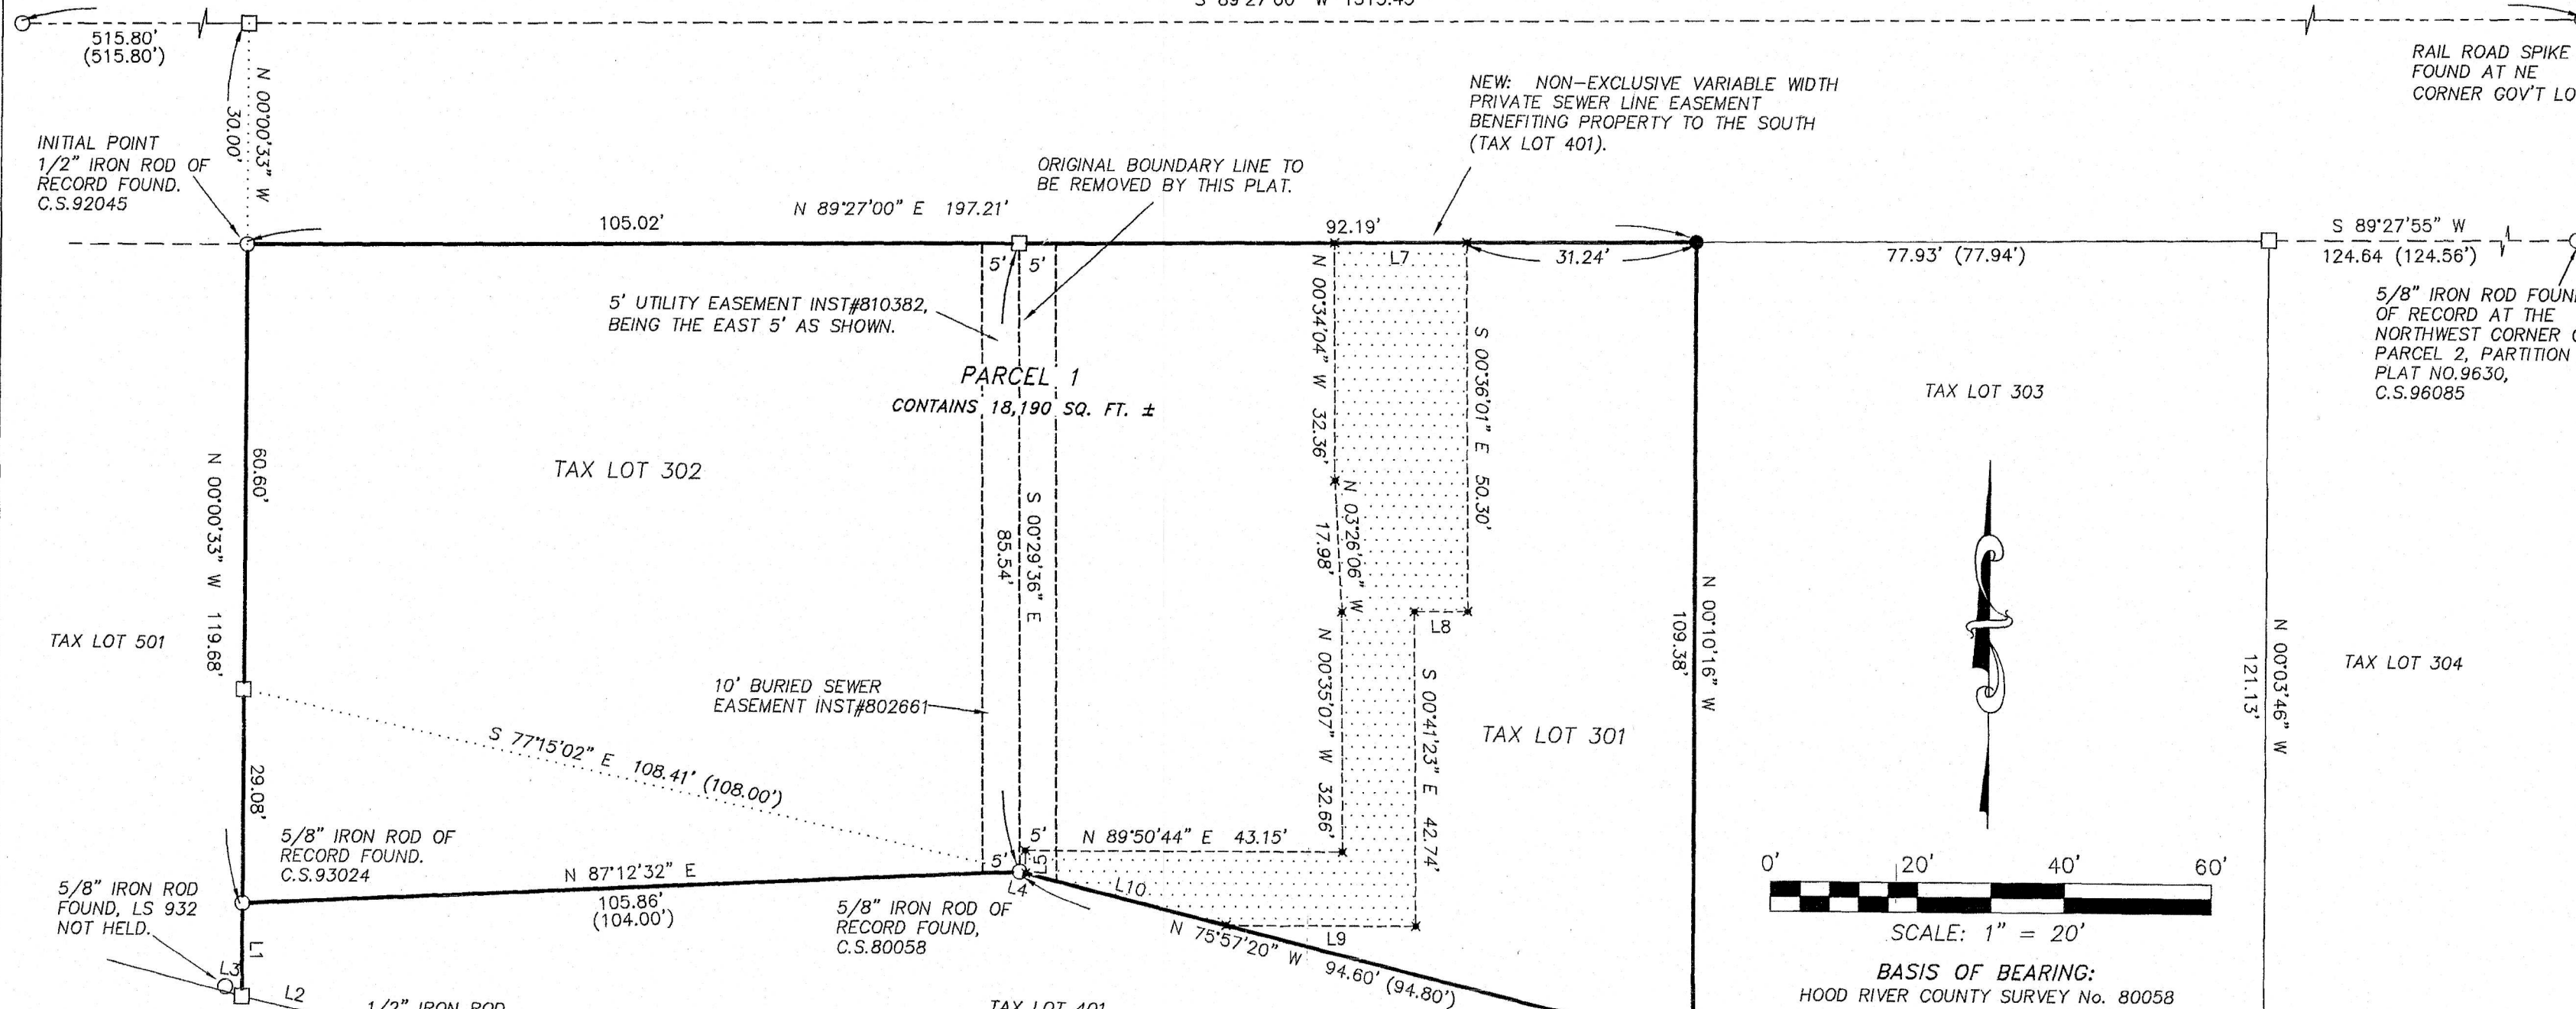 S 89°27'00" W 1315.45'
515.80'
(515.80')
N 00°00'33" W
30.00'
RAIL ROAD SPIKE
FOUND AT NE
CORNER GOV'T LO
NEW: NON-EXCLUSIVE VARIABLE WIDTH
PRIVATE SEWER LINE EASEMENT
BENEFITING PROPERTY TO THE SOUTH
(TAX LOT 401).
INITIAL POINT
1/2" IRON ROD OF
RECORD FOUND.
C.S.92045
ORIGINAL BOUNDARY LINE TO
BE REMOVED BY THIS PLAT.
105.02'
N 89°27'00" E 197.21'
92.19'
L7
31.24'
77.93' (77.94')
S 89°27'55" W
124.64 (124.56')
5' 5'
5' UTILITY EASEMENT INST#810382,
BEING THE EAST 5' AS SHOWN.
5/8" IRON ROD FOUN
OF RECORD AT THE
NORTHWEST CORNER
PARCEL 2, PARTITION
PLAT NO.9630,
C.S.96085
PARCEL 1
CONTAINS 18,190 SQ. FT. ±
N 00°34'04" W 32.36'
S 00°36'01" E 50.30'
TAX LOT 303
TAX LOT 302
60.60'
N 00°00'33" W 119.68'
S 00°29'36" E
85.54'
N 03°26'06" W
17.98'
L8
N 00°10'16" W
109.38'
N 00°03'46" W
121.13'
TAX LOT 501
TAX LOT 304
10' BURIED SEWER
EASEMENT INST#802661
N 00°35'07" W 32.66'
S 00°41'23" E 42.74'
TAX LOT 301
S 77°15'02" E 108.41' (108.00')
29.08'
5/8" IRON ROD OF
RECORD FOUND.
C.S.93024
5'
N 89°50'44" E 43.15'
5'
L5
L4
L10
N 87°12'32" E
105.86'
(104.00')
5/8" IRON ROD
FOUND, LS 932
NOT HELD.
5/8" IRON ROD OF
RECORD FOUND,
C.S.80058
L9
N 75°57'20" W 94.60' (94.80')
0' 20' 40' 60'
SCALE: 1" = 20'
BASIS OF BEARING:
HOOD RIVER COUNTY SURVEY No. 80058
L1
L3
L2
1/2" IRON ROD
TAX LOT 401